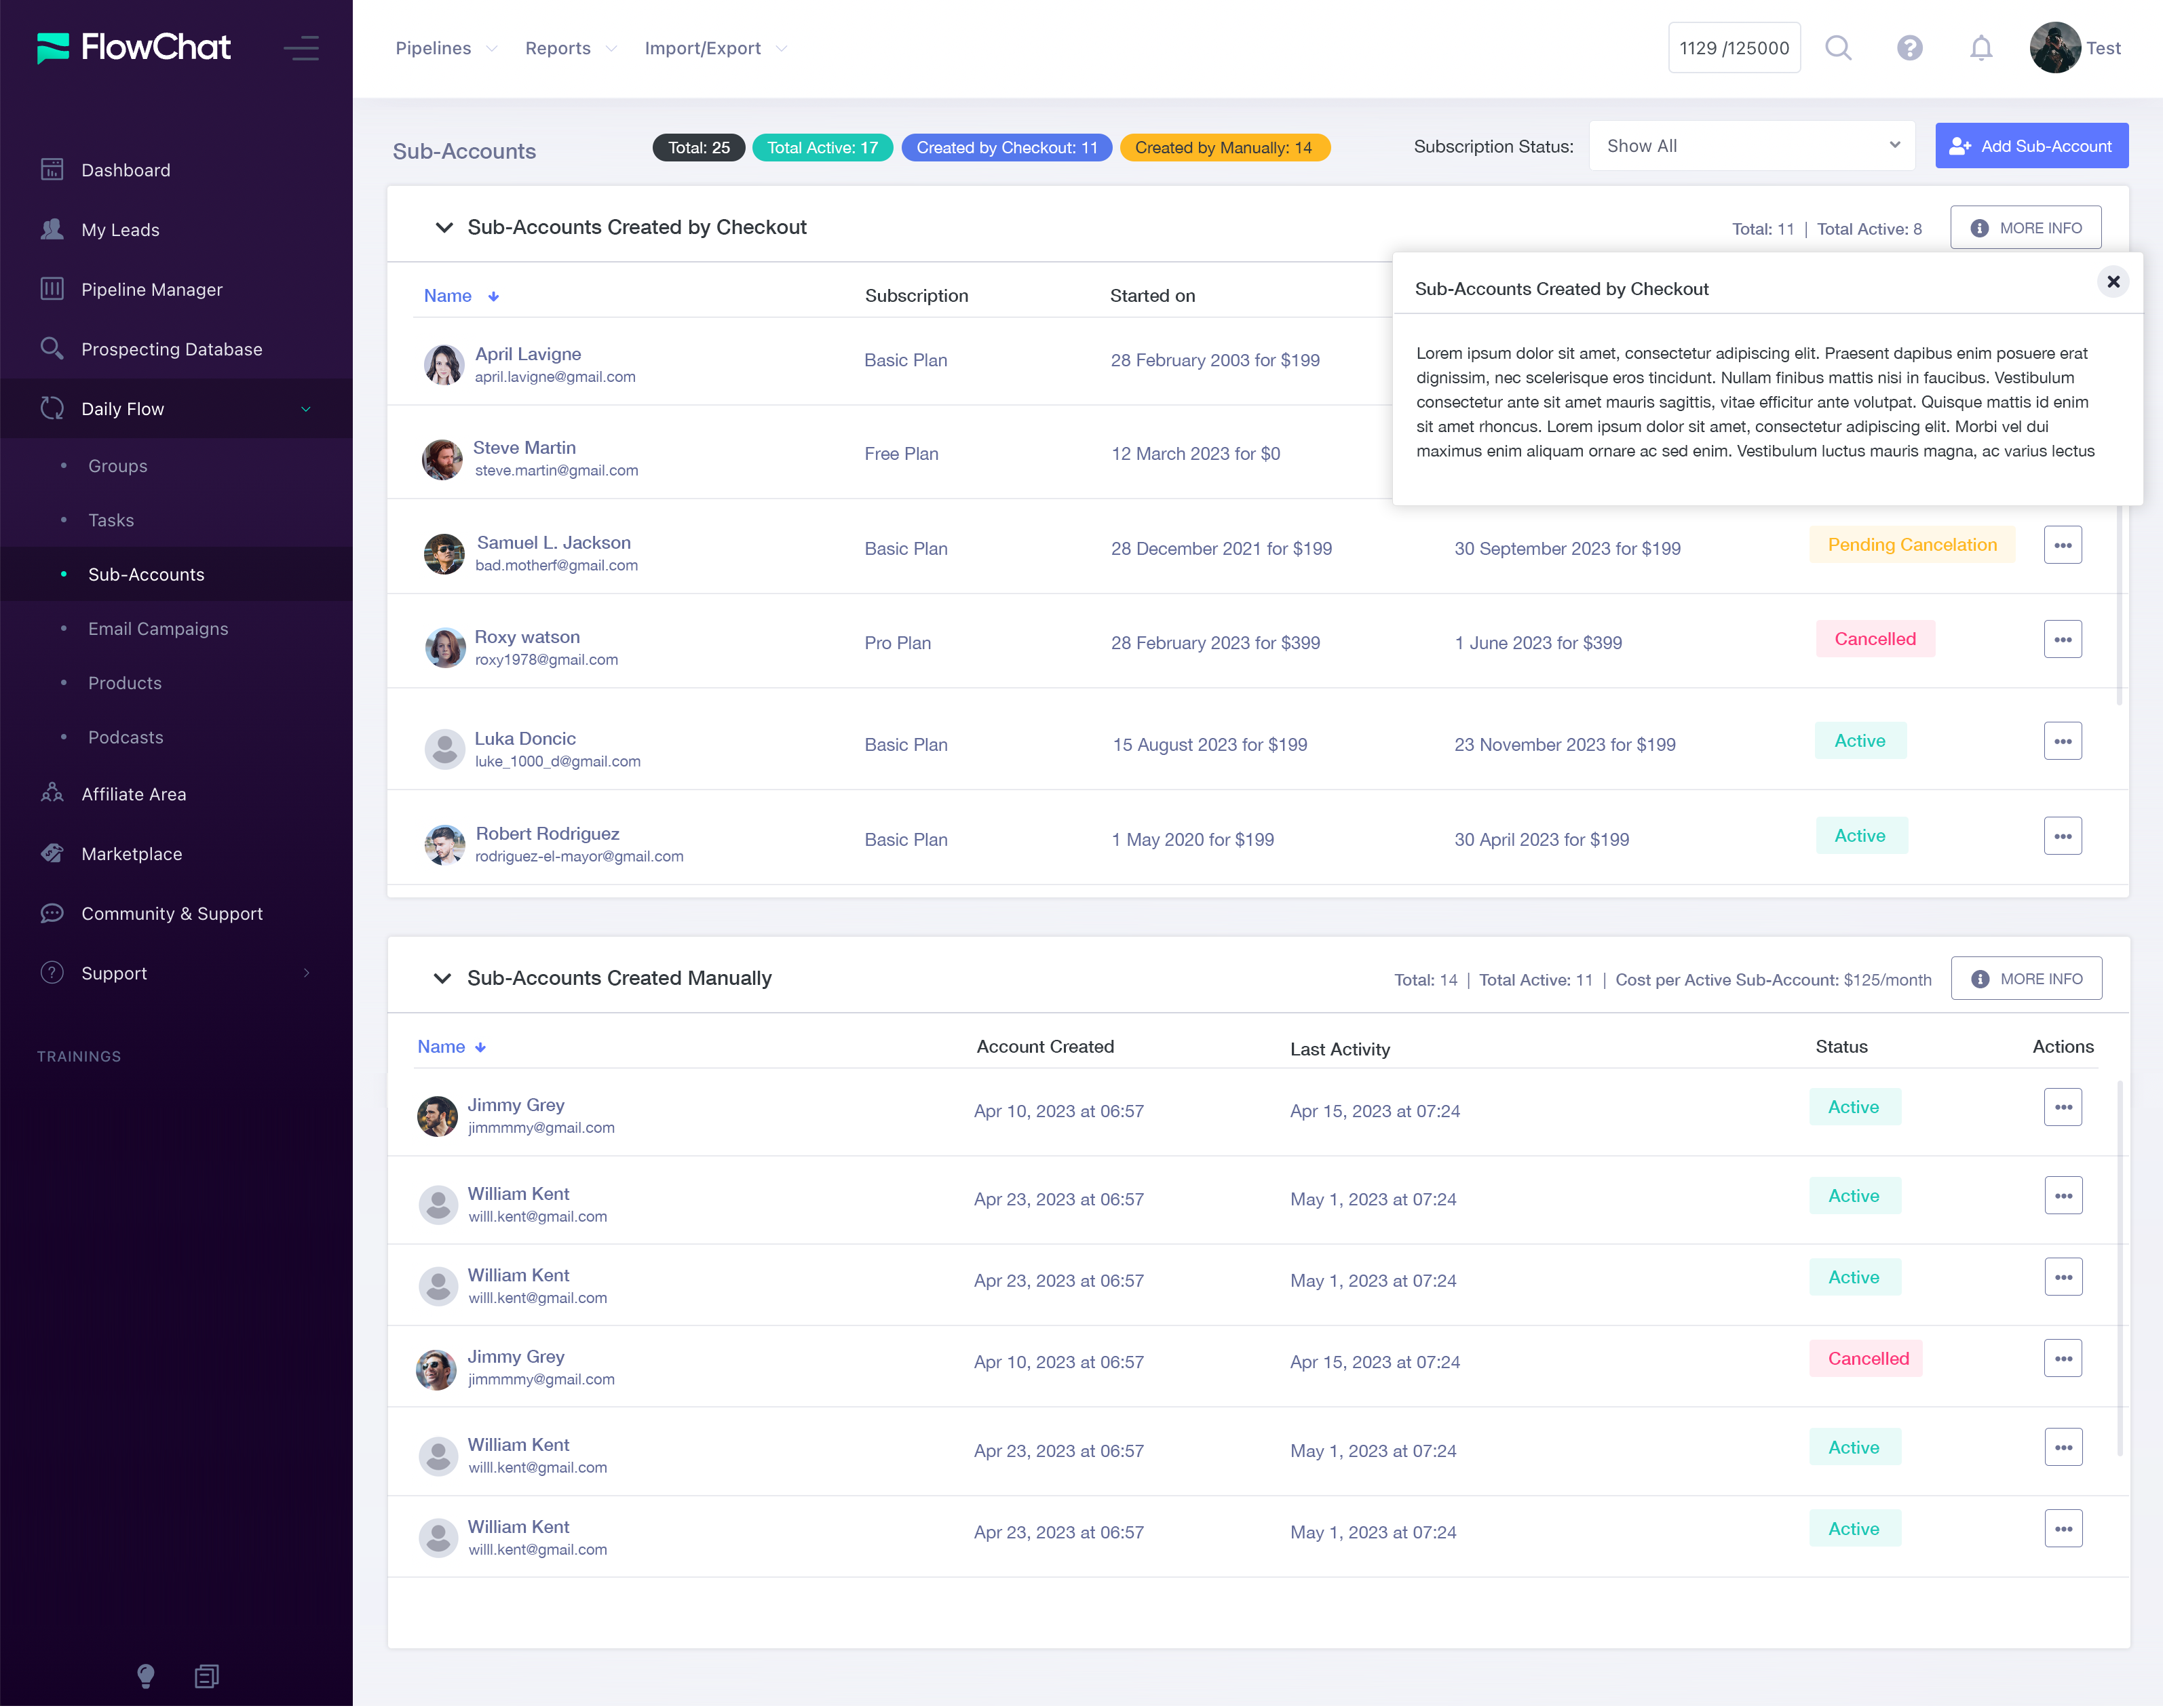 FlowChat
Pipelines Reports Import/Export 1129 /125000 Test
Dashboard
My Leads
Pipeline Manager
Prospecting Database
Daily Flow
Groups
Tasks
Sub-Accounts
Email Campaigns
Products
Podcasts
Affiliate Area
Marketplace
Community & Support
Support
TRAININGS
Sub-Accounts Total: 25 Total Active: 17 Created by Checkout: 11 Created by Manually: 14 Subscription Status: Show All Add Sub-Account
Sub-Accounts Created by Checkout Total: 11 | Total Active: 8 MORE INFO
Name Subscription Started on
Sub-Accounts Created by Checkout
Lorem ipsum dolor sit amet, consectetur adipiscing elit. Praesent dapibus enim posuere erat
dignissim, nec scelerisque eros tincidunt. Nullam finibus mattis nisi in faucibus. Vestibulum
consectetur ante sit amet mauris sagittis, vitae efficitur ante volutpat. Quisque mattis id enim
sit amet rhoncus. Lorem ipsum dolor sit amet, consectetur adipiscing elit. Morbi vel dui
maximus enim aliquam ornare ac sed enim. Vestibulum luctus mauris magna, ac varius lectus
April Lavigne Basic Plan 28 February 2003 for $199
april.lavigne@gmail.com
Steve Martin Free Plan 12 March 2023 for $0
steve.martin@gmail.com
Samuel L. Jackson Basic Plan 28 December 2021 for $199 30 September 2023 for $199 Pending Cancelation
bad.motherf@gmail.com
Roxy watson Pro Plan 28 February 2023 for $399 1 June 2023 for $399 Cancelled
roxy1978@gmail.com
Luka Doncic Basic Plan 15 August 2023 for $199 23 November 2023 for $199 Active
luke_1000_d@gmail.com
Robert Rodriguez Basic Plan 1 May 2020 for $199 30 April 2023 for $199 Active
rodriguez-el-mayor@gmail.com
Sub-Accounts Created Manually Total: 14 | Total Active: 11 | Cost per Active Sub-Account: $125/month MORE INFO
Name Account Created Last Activity Status Actions
Jimmy Grey Apr 10, 2023 at 06:57 Apr 15, 2023 at 07:24 Active
jimmmmy@gmail.com
William Kent Apr 23, 2023 at 06:57 May 1, 2023 at 07:24 Active
willl.kent@gmail.com
William Kent Apr 23, 2023 at 06:57 May 1, 2023 at 07:24 Active
willl.kent@gmail.com
Jimmy Grey Apr 10, 2023 at 06:57 Apr 15, 2023 at 07:24 Cancelled
jimmmmy@gmail.com
William Kent Apr 23, 2023 at 06:57 May 1, 2023 at 07:24 Active
willl.kent@gmail.com
William Kent Apr 23, 2023 at 06:57 May 1, 2023 at 07:24 Active
willl.kent@gmail.com